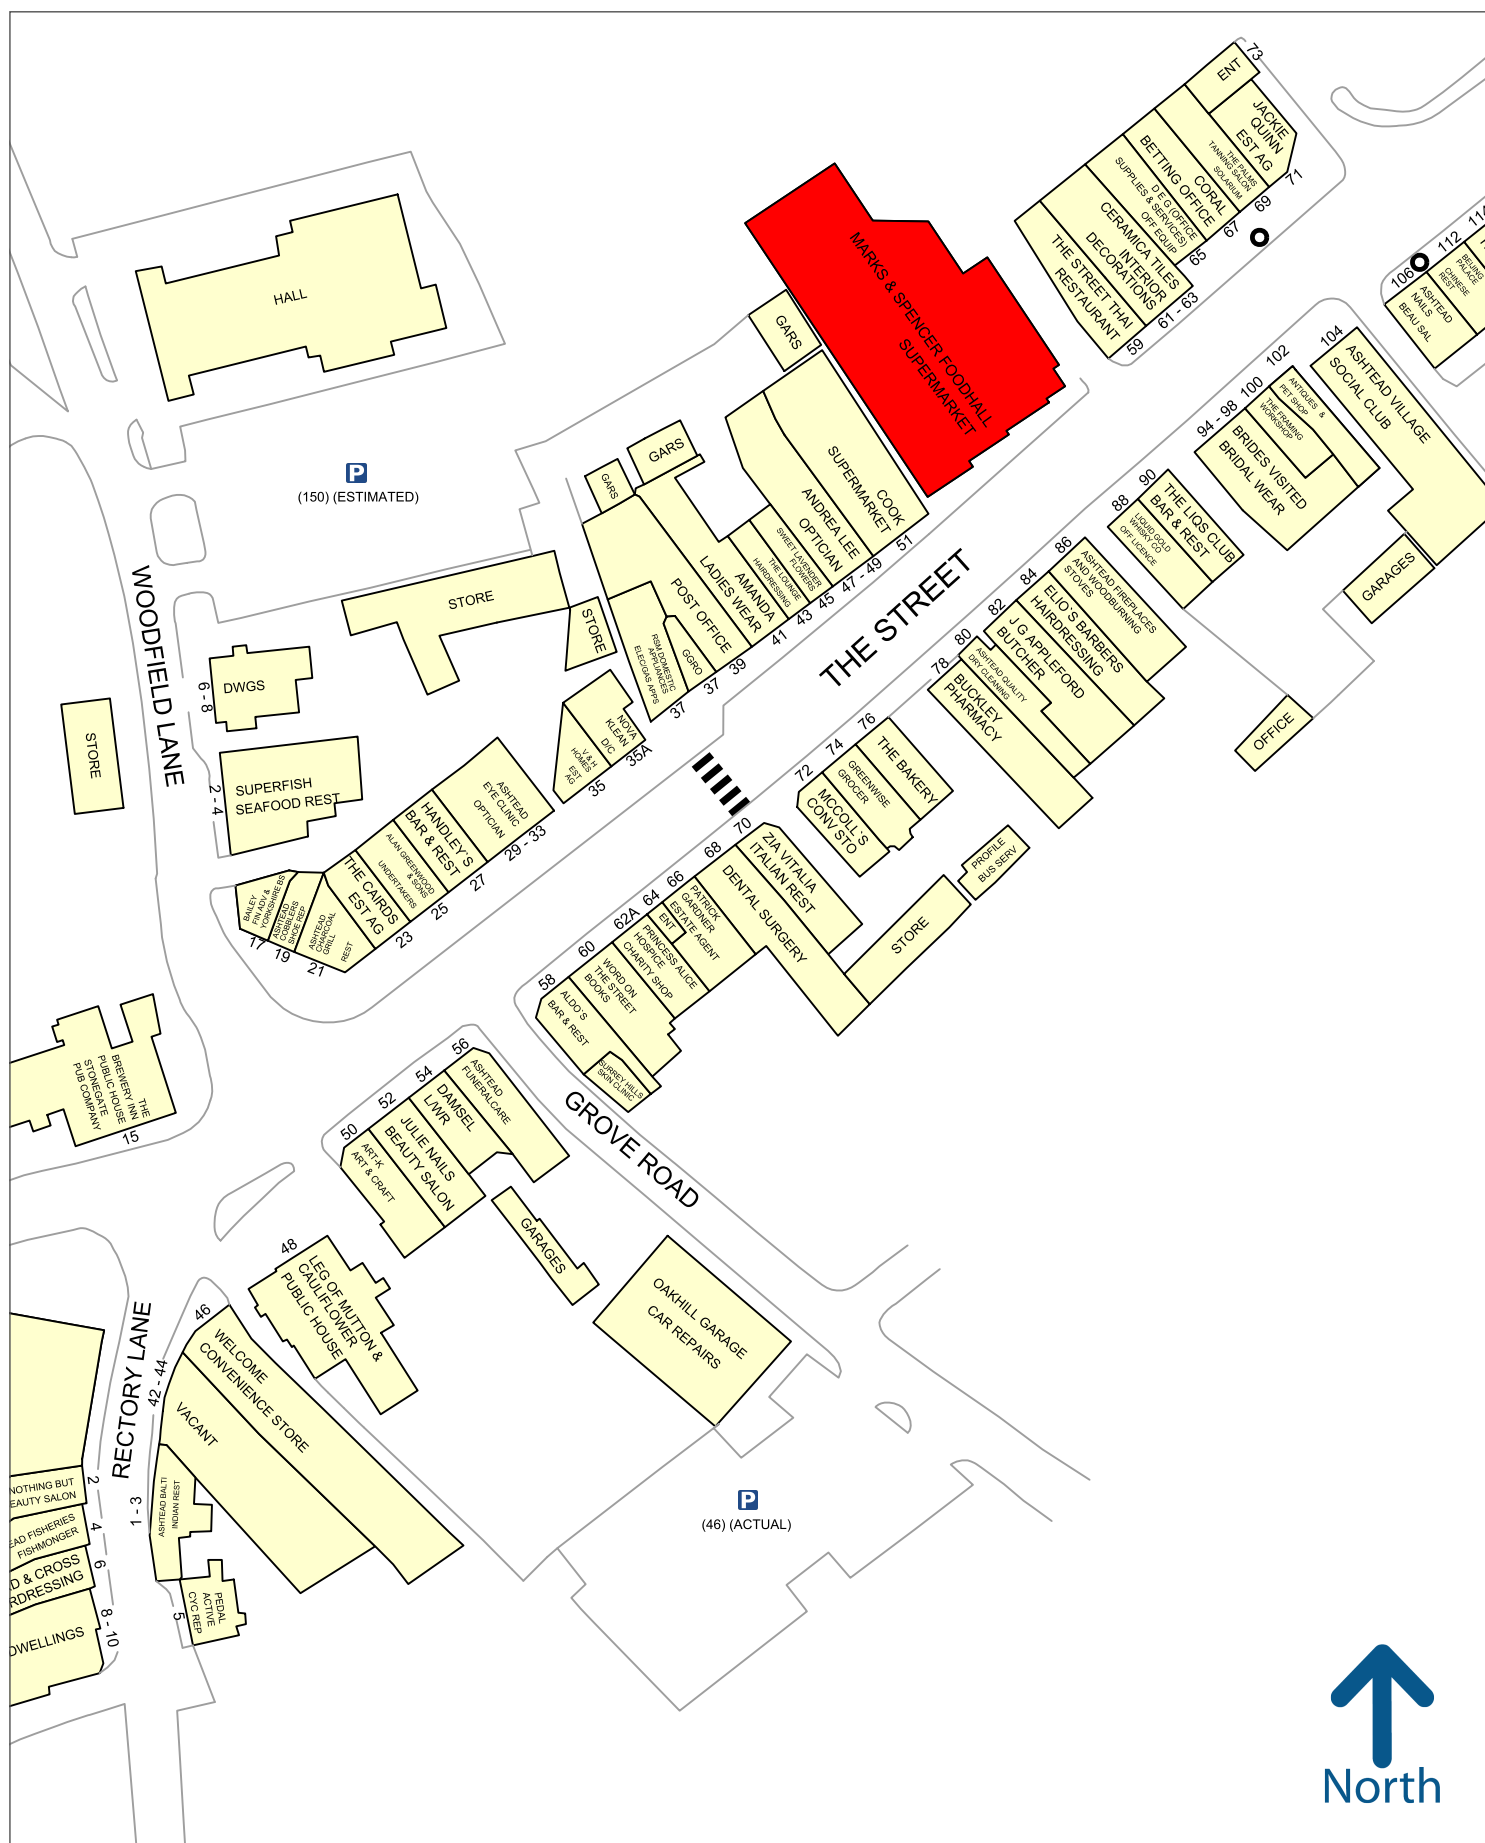 73
ENT
JACKIE
QUINN
EST AG
71
THE PALMS
TANNING SALON
SOLARIUM
69
CORAL
BETTING OFFICE
67
D E G (OFFICE
SUPPLIES & SERVICES)
OFF EQUIP
65
CERAMICA TILES
INTERIOR
DECORATIONS
61 - 63
THE STREET THAI
RESTAURANT
59
MARKS & SPENCER FOODHALL
SUPERMARKET
GARS
HALL
P
(150) (ESTIMATED)
GARS
GARS
COOK
SUPERMARKET
51
ANDREA LEE
OPTICIAN
47 - 49
SWEET LAVENDER
FLOWERS
45
THE LOUNGE
HAIRDRESSING
43
AMANDA
LADIES WEAR
41
POST OFFICE
39
GGRO
37
RSM DOMESTIC
APPLIANCES
ELEC/GAS APPS
37
STORE
STORE
NOVA
KLEAN
D/C
35A
V & H
HOMES
EST
AG
35
WOODFIELD LANE
THE STREET
DWGS
6 - 8
STORE
SUPERFISH
SEAFOOD REST
2 - 4
ASHTEAD
EYE CLINIC
OPTICIAN
29 - 33
HANDLEY'S
BAR & REST
27
ALAN GREENWOOD
& SONS
UNDERTAKERS
25
THE CAIRDS
EST AG
23
ASHTEAD
CHARCOAL
GRILL
REST
21
ASHTEAD
COBBLERS
SHOE REP
19
BAILEY
FIN ADV &
YORKSHIRE BS
17
THE
BREWERY INN
PUBLIC HOUSE
STONEGATE
PUB COMPANY
15
114
112
BEIJING
PALACE
CHINESE
REST
106
ASHTEAD
NAILS
BEAU SAL
104
ASHTEAD VILLAGE
SOCIAL CLUB
102
ANTIQUES &
PET SHOP
100
THE FRAMING
WORKSHOP
94 - 98
BRIDES VISITED
BRIDAL WEAR
GARAGES
90
THE LIQS CLUB
BAR & REST
88
LIQUID GOLD
WHISKY CO
OFF LICENCE
86
ASHTEAD FIREPLACES
AND WOODBURNING
STOVES
84
ELIO'S BARBERS
HAIRDRESSING
82
J G APPLEFORD
BUTCHER
80
ASHTEAD QUALITY
DRY CLEANING
78
BUCKLEY
PHARMACY
OFFICE
76
THE BAKERY
74
GREENWISE
GROCER
72
MCCOLL'S
CONV STO
PROFILE
BUS SERV
STORE
70
ZIA VITALIA
ITALIAN REST
68
DENTAL SURGERY
66
PATRICK
GARDNER
ESTATE AGENT
64
ENT
62A
PRINCESS ALICE
HOSPICE
CHARITY SHOP
60
WORD ON
THE STREET
BOOKS
58
ALDO'S
BAR & REST
SURREY HILLS
SKIN CLINIC
GROVE ROAD
56
ASHTEAD
FUNERALCARE
54
DAMSEL
L/WR
52
JULIE NAILS
BEAUTY SALON
50
ART-K
ART & CRAFT
GARAGES
OAKHILL GARAGE
CAR REPAIRS
48
LEG OF MUTTON &
CAULIFLOWER
PUBLIC HOUSE
46
WELCOME
CONVENIENCE STORE
42 - 44
VACANT
RECTORY LANE
1 - 3
ASHTEAD BALTI
INDIAN REST
5
PEDAL
ACTIVE
CYC REP
2
NOTHING BUT
EAUTY SALON
4
EAD FISHERIES
FISHMONGER
6
D & CROSS
RDRESSING
8 - 10
DWELLINGS
P
(46) (ACTUAL)
North